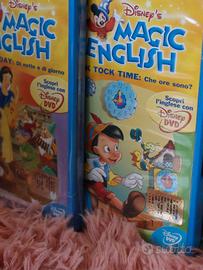 DISNEY'S
MAGIC
ENGLISH
DAY: Di notte e di giorno
Scopri
l'inglese con
Disney
DVD
DISNEY'S
MAGIC
ENGLISH
TOCK TIME: Che ore sono?
Scopri
l'inglese con
Disney
DVD
Disney
DVD
subito